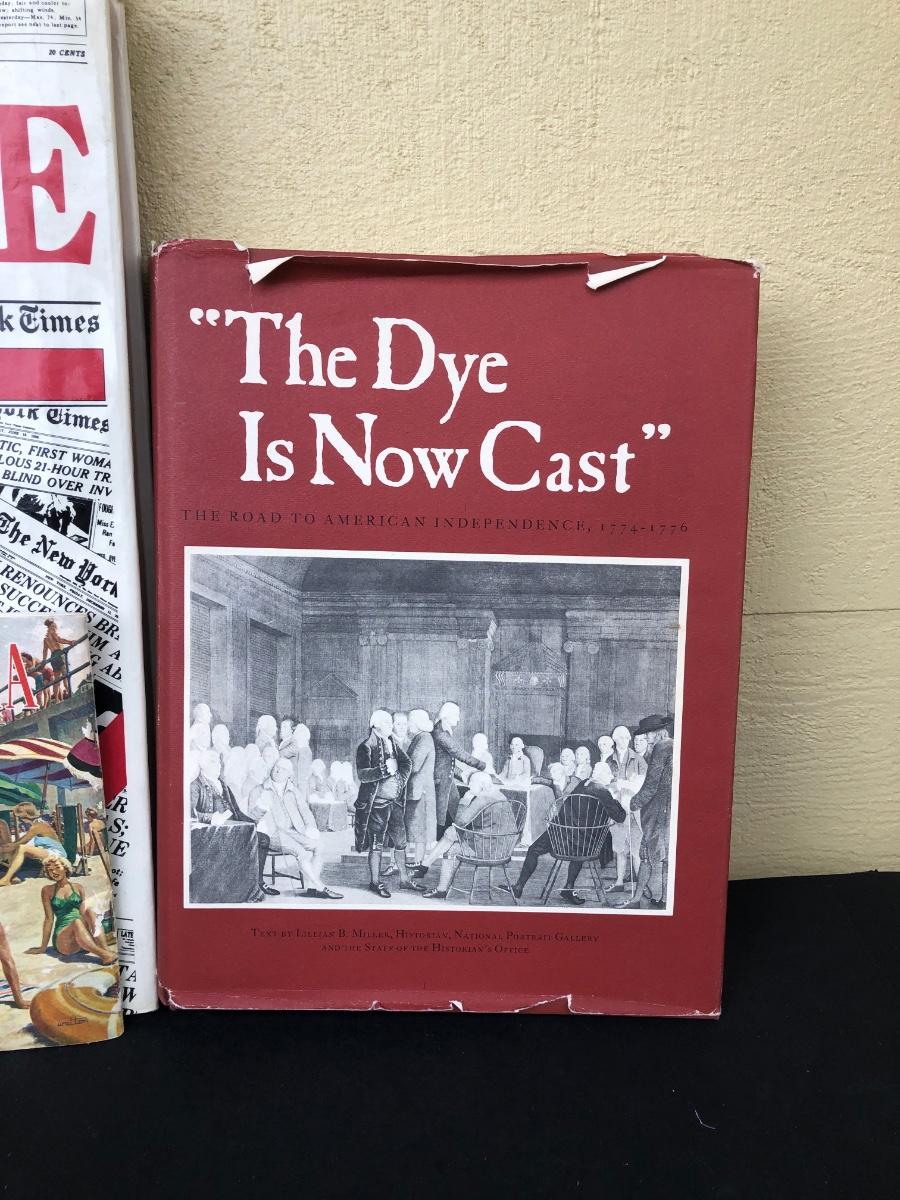 20 CENTS
E
k Times
TIC, FIRST WOMA
LOUS 21-HOUR TR
BLIND OVER INV
The New York
RENOUNCES BR
SUCCE
A
"The Dye
Is Now Cast"
THE ROAD TO AMERICAN INDEPENDENCE, 1774-1776
TEXT BY LILLIAN B. MILLER, HISTORIAN, NATIONAL PORTRAIT GALLERY
AND THE STAFF OF THE HISTORIAN'S OFFICE